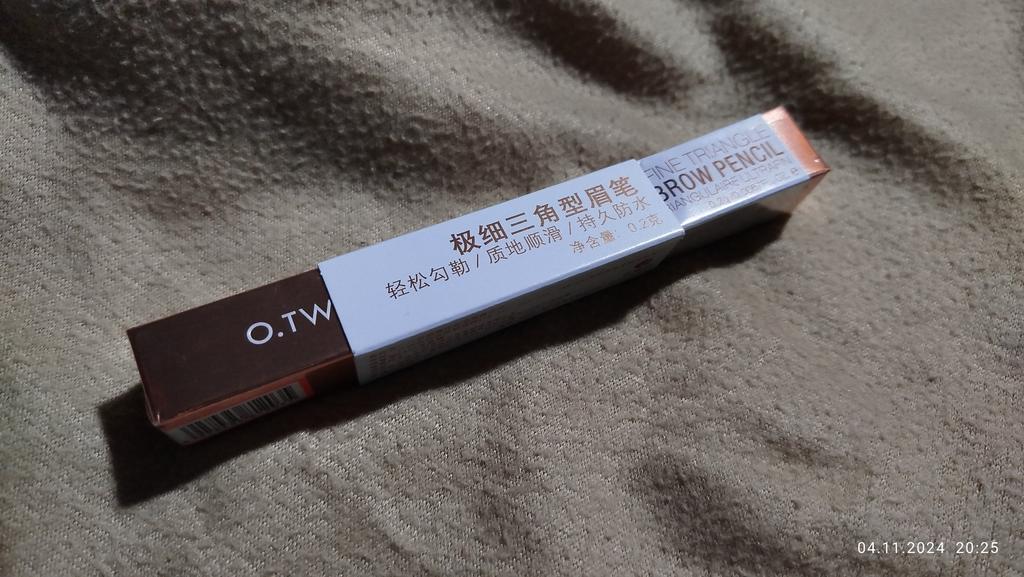 O.TW
极细三角型眉笔
轻松勾勒/质地顺滑/持久防水
净含量: 0.2克
FINE TRIANGLE
BROW PENCIL
04.11.2024 20:25